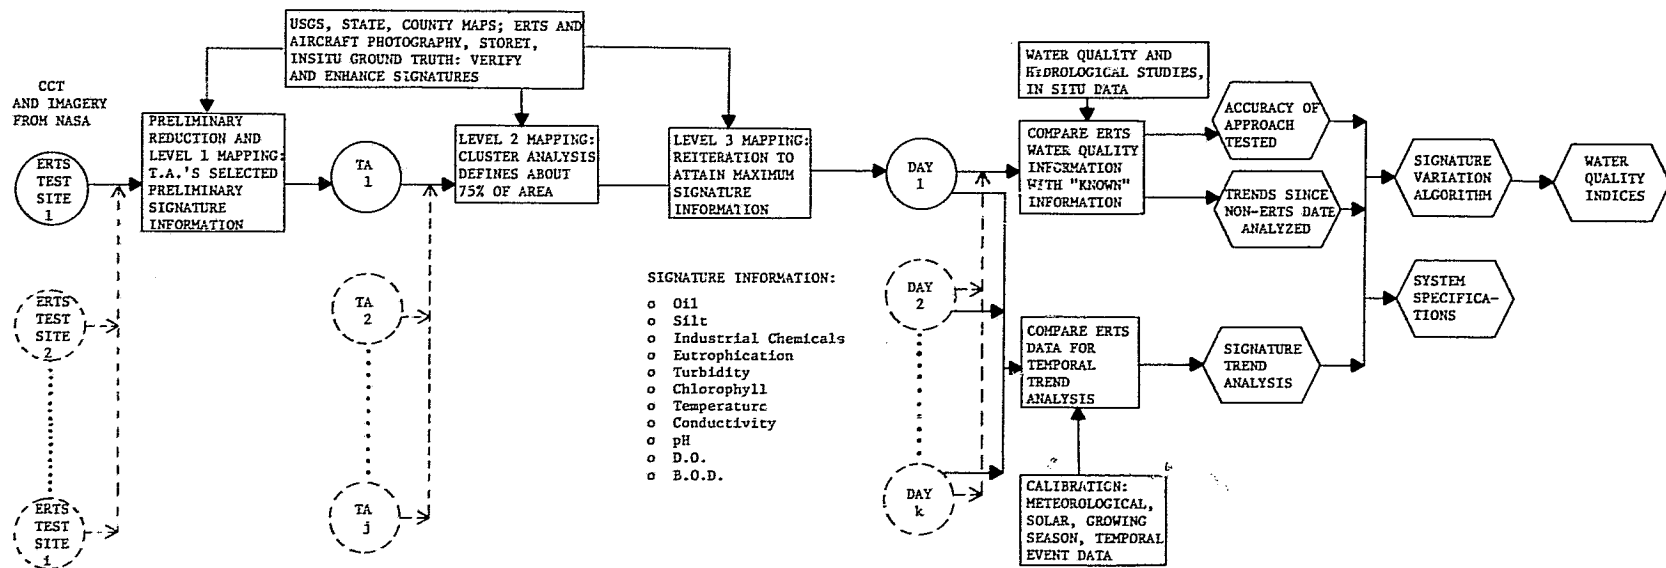 USGS, STATE, COUNTY MAPS; ERTS AND
AIRCRAFT PHOTOGRAPHY, STORET,
INSITU GROUND TRUTH: VERIFY
AND ENHANCE SIGNATURES
CCT
AND IMAGERY
FROM NASA
ERTS
TEST
SITE
1
PRELIMINARY
REDUCTION AND
LEVEL 1 MAPPING:
T.A.'S SELECTED
PRELIMINARY
SIGNATURE
INFORMATION
TA
1
LEVEL 2 MAPPING:
CLUSTER ANALYSIS
DEFINES ABOUT
75% OF AREA
LEVEL 3 MAPPING:
REITERATION TO
ATTAIN MAXIMUM
SIGNATURE
INFORMATION
DAY
1
WATER QUALITY AND
HYDROLOGICAL STUDIES,
IN SITU DATA
COMPARE ERTS
WATER QUALITY
INFORMATION
WITH "KNOWN"
INFORMATION
ACCURACY OF
APPROACH
TESTED
TRENDS SINCE
NON-ERTS DATE
ANALYZED
SIGNATURE
VARIATION
ALGORITHM
WATER
QUALITY
INDICES
ERTS
TEST
SITE
2
TA
2
SIGNATURE INFORMATION:
o Oil
o Silt
o Industrial Chemicals
o Eutrophication
o Turbidity
o Chlorophyll
o Temperature
o Conductivity
o pH
o D.O.
o B.O.D.
DAY
2
COMPARE ERTS
DATA FOR
TEMPORAL
TREND
ANALYSIS
SIGNATURE
TREND
ANALYSIS
SYSTEM
SPECIFICA-
TIONS
ERTS
TEST
SITE
i
TA
j
DAY
k
CALIBRATION:
METEOROLOGICAL,
SOLAR, GROWING
SEASON, TEMPORAL
EVENT DATA